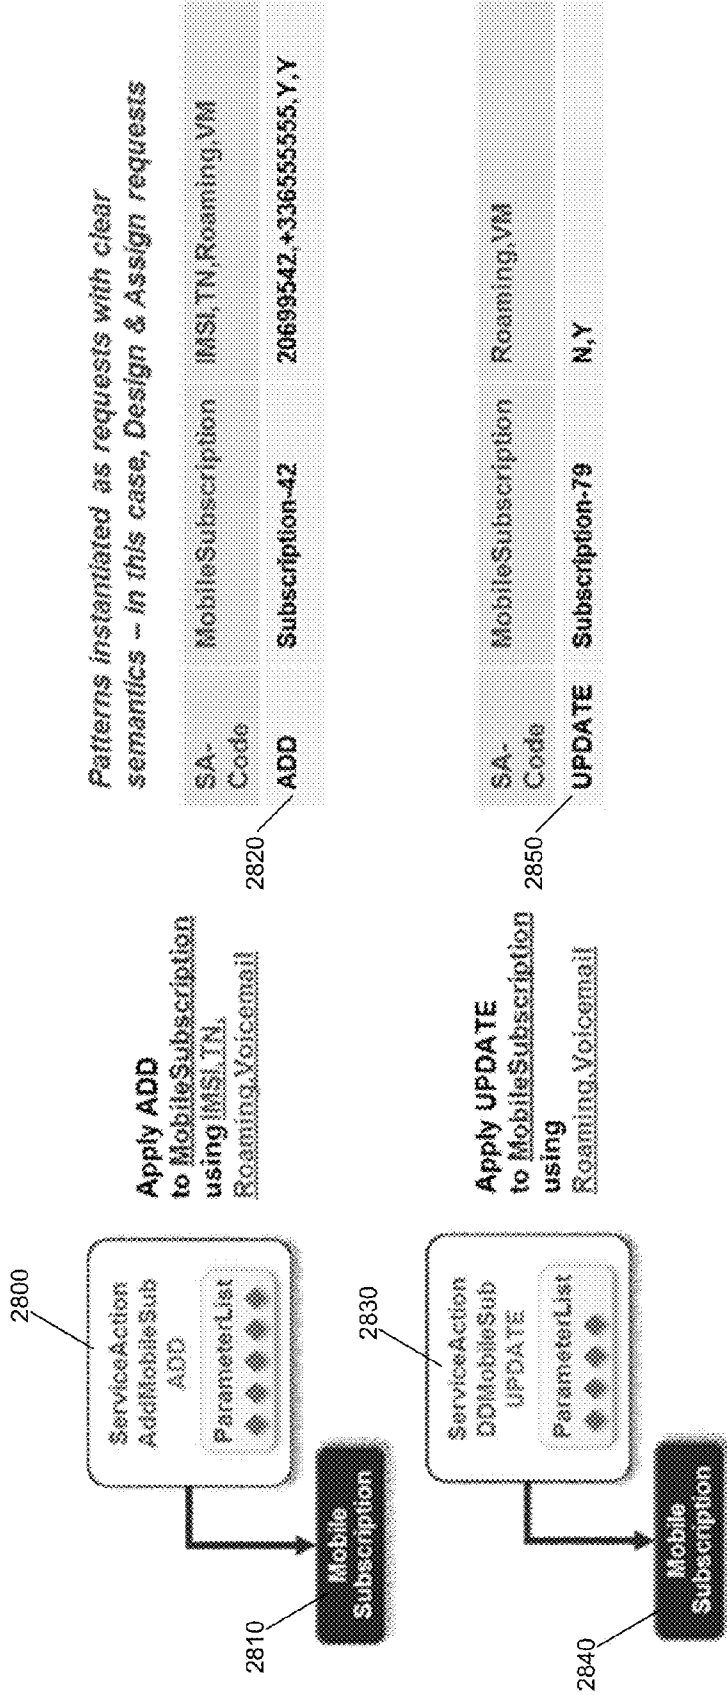 Patterns instantiated as requests with clear
semantics – in this case, Design & Assign requests
2800
ServiceAction
AddMobileSub
ADD
ParameterList
2810
Mobile
Subscription
Apply ADD
to MobileSubscription
using IMSI,TN,
Roaming,Voicemail
2820
SA-
Code
MobileSubscription
IMSI,TN,Roaming,VM
ADD
Subscription-42
20699542,+336555555,Y,Y
2830
ServiceAction
DDMobileSub
UPDATE
ParameterList
2840
Mobile
Subscription
Apply UPDATE
to MobileSubscription
using
Roaming,Voicemail
2850
SA-
Code
MobileSubscription
Roaming,VM
UPDATE
Subscription-79
N,Y